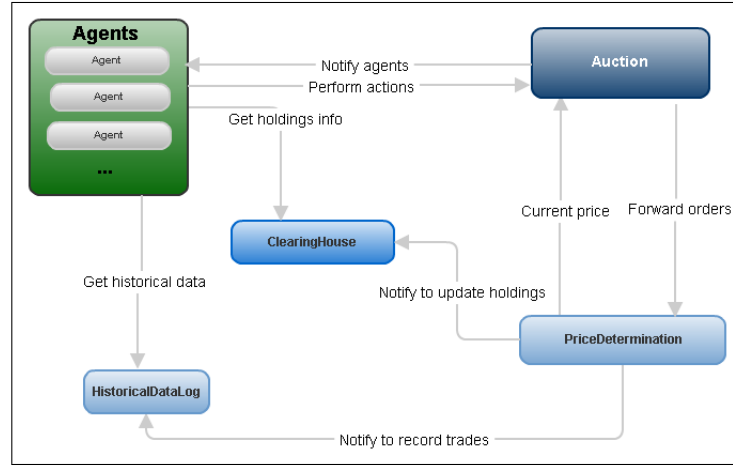 Agents
Agent
Agent
Agent
...
Notify agents
Perform actions
Get holdings info
Auction
Current price
Forward orders
ClearingHouse
Get historical data
Notify to update holdings
PriceDetermination
HistoricalDataLog
Notify to record trades